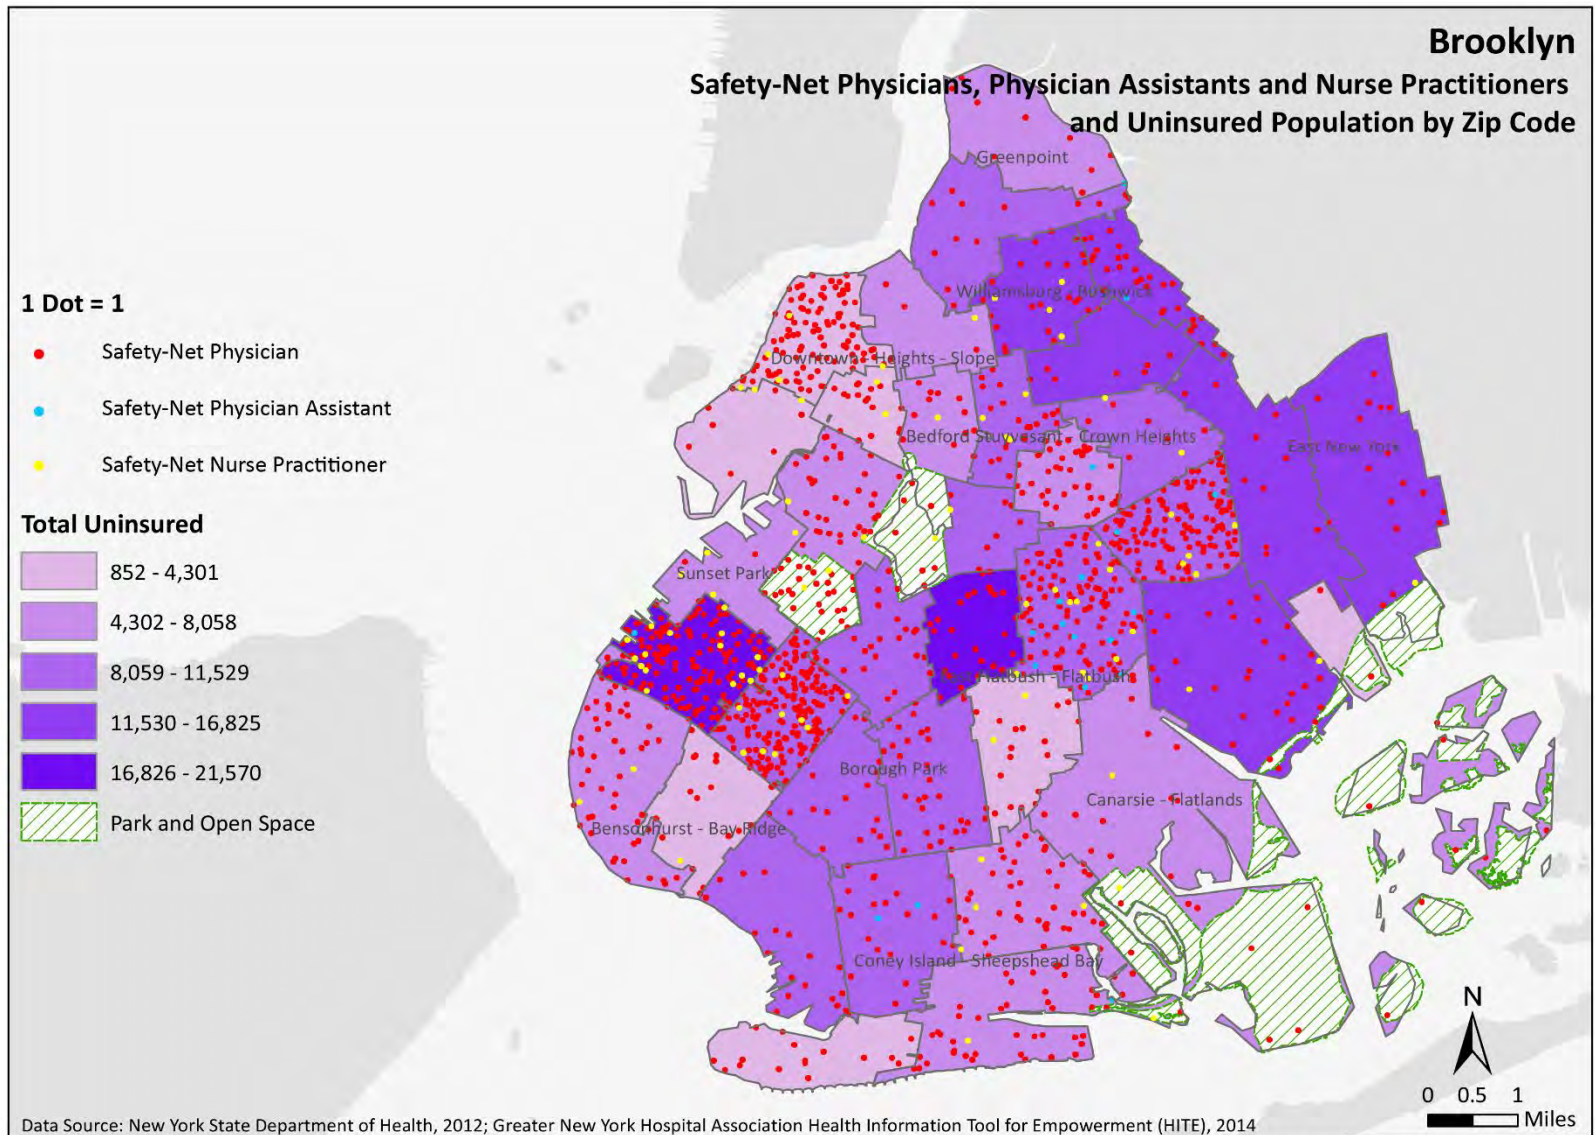 Brooklyn
Safety-Net Physicians, Physician Assistants and Nurse Practitioners
and Uninsured Population by Zip Code
Greenpoint
Williamsburg - Bushwick
Downtown - Heights - Slope
Bedford Stuyvesant - Crown Heights
East New York
Sunset Park
East Flatbush - Flatbush
Borough Park
Canarsie - Flatlands
Bensonhurst - Bay Ridge
Coney Island - Sheepshead Bay
1 Dot = 1
Safety-Net Physician
Safety-Net Physician Assistant
Safety-Net Nurse Practitioner
Total Uninsured
852 - 4,301
4,302 - 8,058
8,059 - 11,529
11,530 - 16,825
16,826 - 21,570
Park and Open Space
N
0 0.5 1
Miles
Data Source: New York State Department of Health, 2012; Greater New York Hospital Association Health Information Tool for Empowerment (HITE), 2014